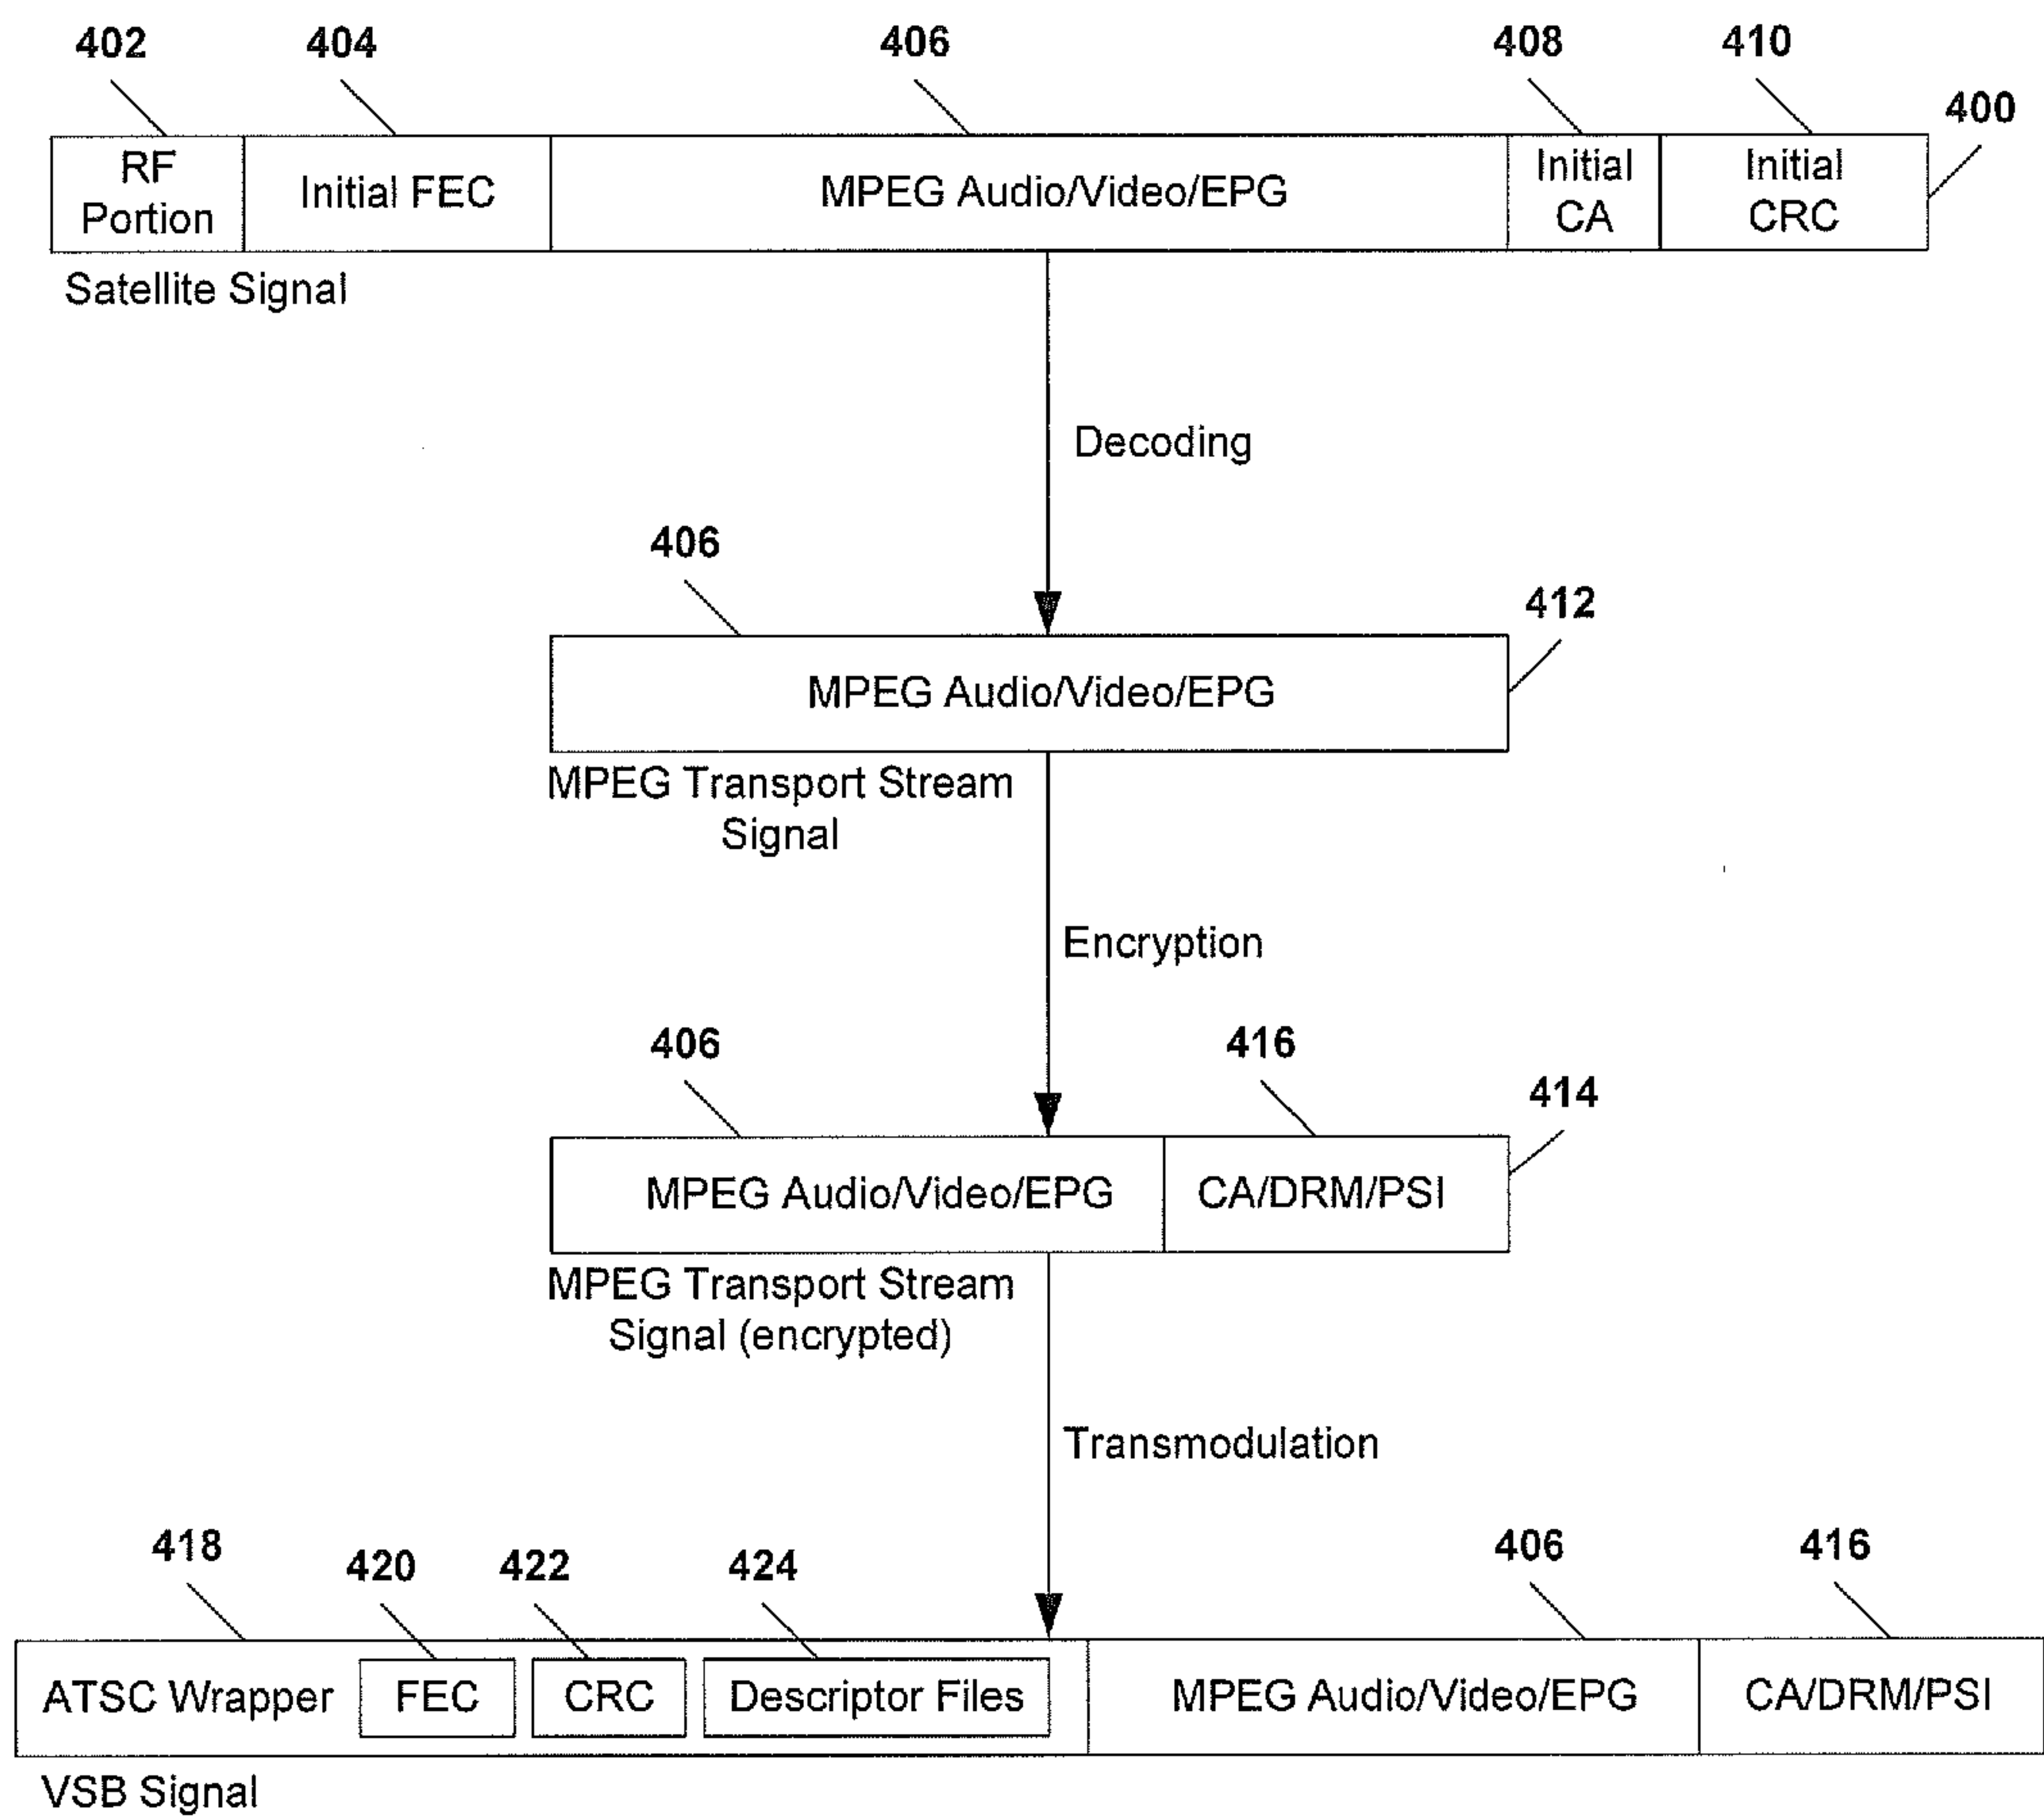 402
404
406
408
410
400
RF
Portion
Initial FEC
MPEG Audio/Video/EPG
Initial
CA
Initial
CRC
Satellite Signal
Decoding
406
412
MPEG Audio/Video/EPG
MPEG Transport Stream
Signal
Encryption
406
416
414
MPEG Audio/Video/EPG
CA/DRM/PSI
MPEG Transport Stream
Signal (encrypted)
Transmodulation
418
420
422
424
406
416
ATSC Wrapper
FEC
CRC
Descriptor Files
MPEG Audio/Video/EPG
CA/DRM/PSI
VSB Signal